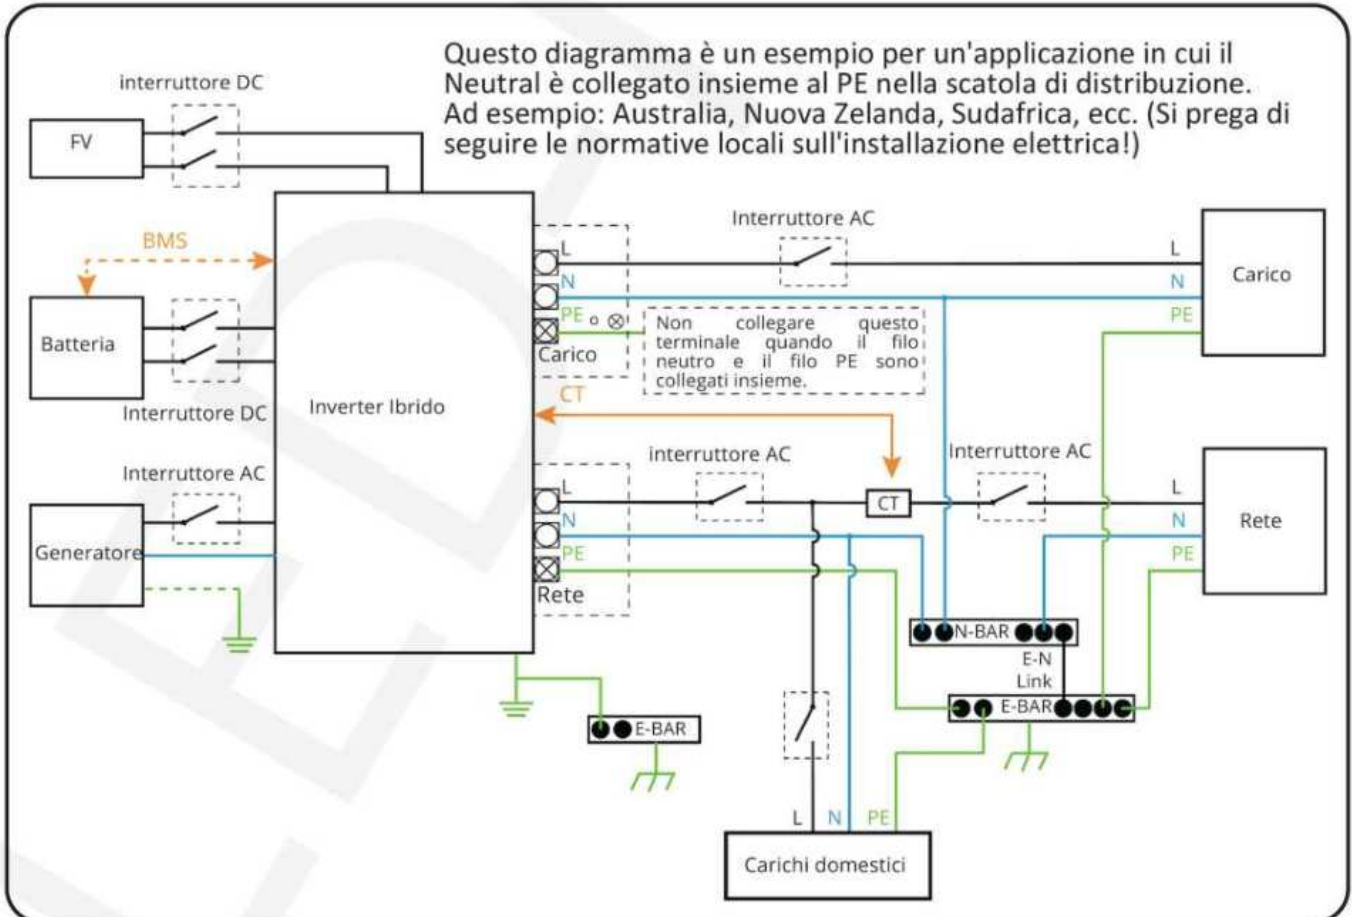 Questo diagramma è un esempio per un'applicazione in cui il
Neutral è collegato insieme al PE nella scatola di distribuzione.
Ad esempio: Australia, Nuova Zelanda, Sudafrica, ecc. (Si prega di
seguire le normative locali sull'installazione elettrica!)
interruttore DC
FV
BMS
Batteria
Interruttore DC
Interruttore AC
Generatore
Inverter Ibrido
L
N
PE
Carico
Non collegare questo
terminale quando il filo
neutro e il filo PE sono
collegati insieme.
Interruttore AC
L
N
PE
Carico
CT
interruttore AC
Interruttore AC
L
N
PE
Rete
CT
L
N
PE
Rete
N-BAR
E-N
Link
E-BAR
E-BAR
L
N
PE
Carichi domestici